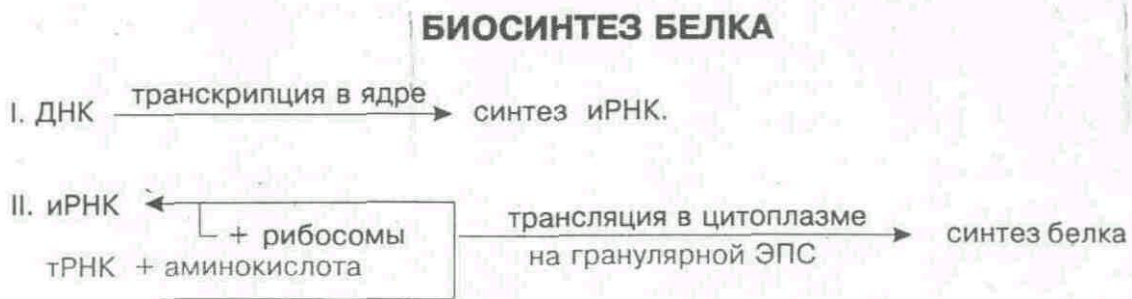 БИОСИНТЕЗ БЕЛКА
I. ДНК транскрипция в ядре синтез иРНК.
II. иРНК трансляция в цитоплазме
+ рибосомы синтез белка
тРНК + аминокислота на гранулярной ЭПС